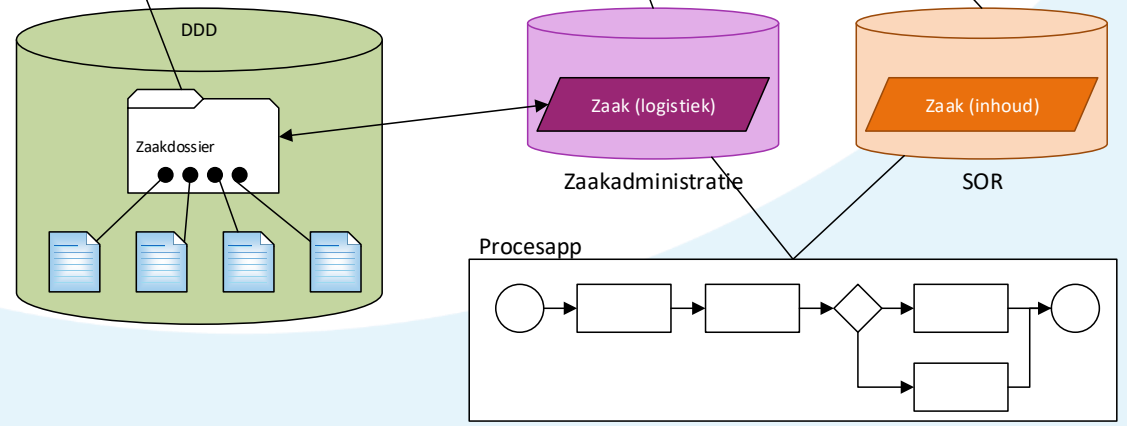 DDD
Zaakdossier
Zaak (logistiek)
Zaakadministratie
Zaak (inhoud)
SOR
Procesapp